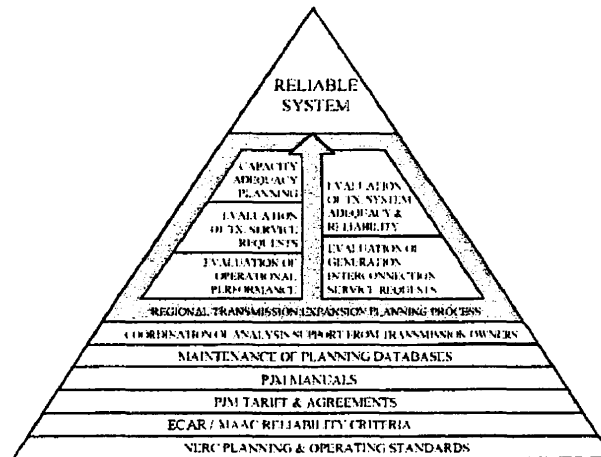 RELIABLE
SYSTEM
CAPACITY
ADEQUACY
PLANNING
EVALUATION
OF TX. SERVICE
REQUESTS
EVALUATION OF
OPERATIONAL
PERFORMANCE
EVALUATION
OF TX. SYSTEM
ADEQUACY &
RELIABILITY
EVALUATION OF
GENERATION
INTERCONNECTION
SERVICE REQUESTS
REGIONAL TRANSMISSION EXPANSION PLANNING PROCESS
COORDINATION OF ANALYSIS SUPPORT FROM TRANSMISSION OWNERS
MAINTENANCE OF PLANNING DATABASES
PJM MANUALS
PJM TARIFF & AGREEMENTS
ECAR / MAAC RELIABILITY CRITERIA
NERC PLANNING & OPERATING STANDARDS